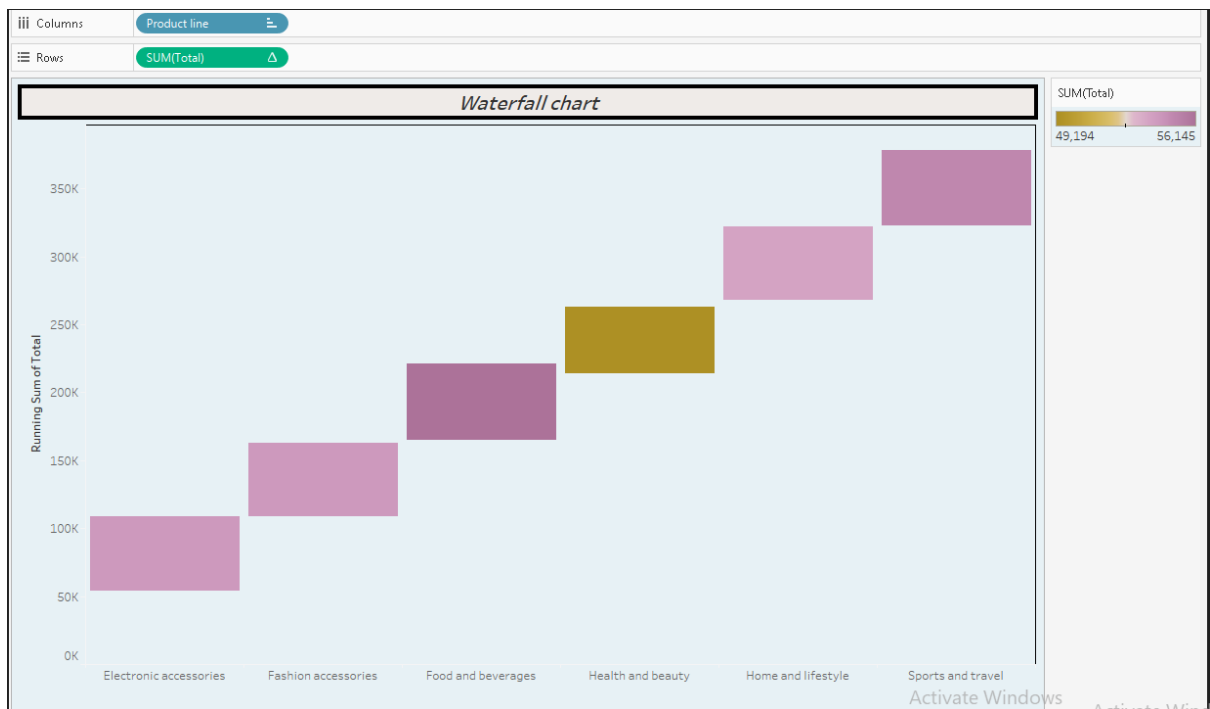 Columns
Product line
Rows
SUM(Total) Δ
Waterfall chart
SUM(Total)
49,194 56,145
Running Sum of Total
350K
300K
250K
200K
150K
100K
50K
0K
Electronic accessories Fashion accessories Food and beverages Health and beauty Home and lifestyle Sports and travel
Activate Windows